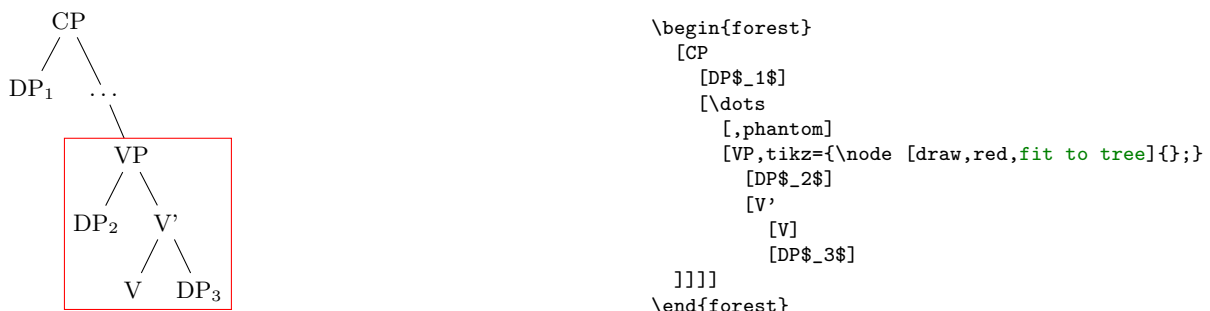 CP
DP₁ ...
VP
DP₂ V'
V DP₃
\begin{forest}
[CP
[DP$_1$]
[\dots
[,phantom]
[VP,tikz={\node [draw,red,fit to tree]{};}
[DP$_2$]
[V'
[V]
[DP$_3$]
]]]]
\end{forest}